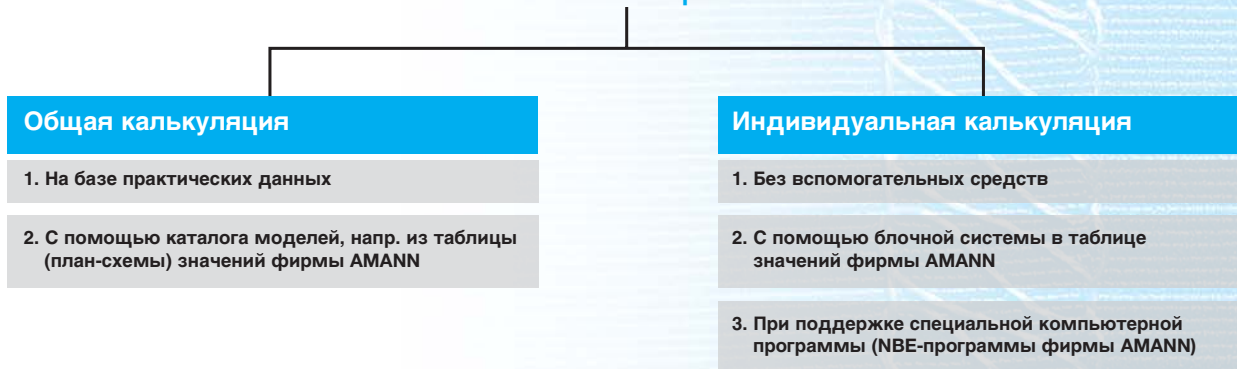 Общая калькуляция
1. На базе практических данных
2. С помощью каталога моделей, напр. из таблицы
(план-схемы) значений фирмы AMANN
Индивидуальная калькуляция
1. Без вспомогательных средств
2. С помощью блочной системы в таблице
значений фирмы AMANN
3. При поддержке специальной компьютерной
программы (NBE-программы фирмы AMANN)